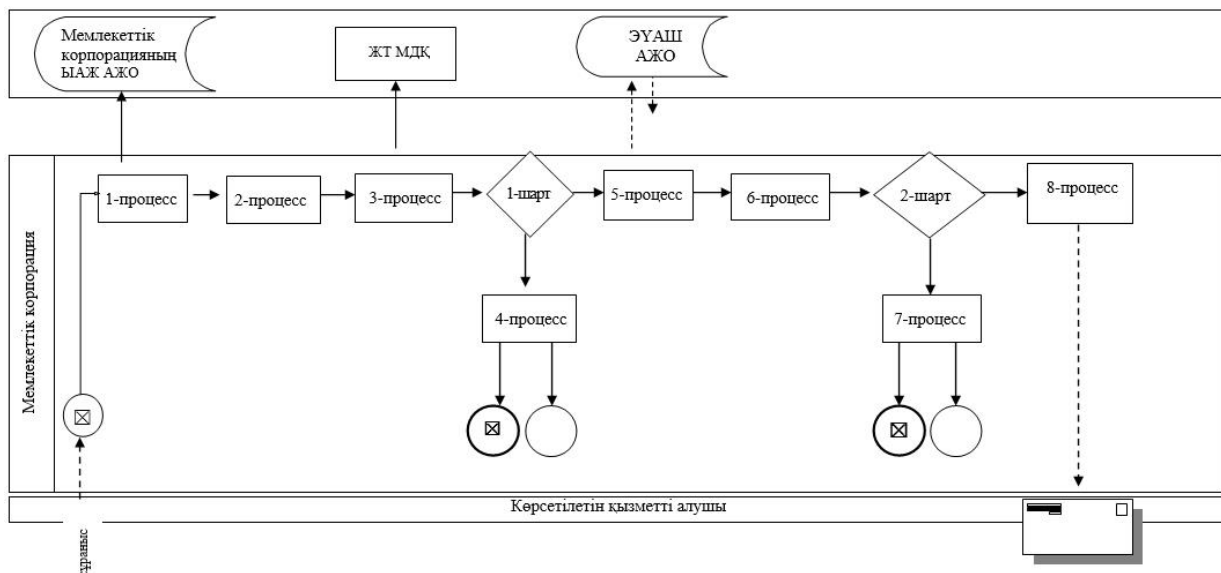 Мемлекеттік
корпорацияның
ЫАЖ АЖО
ЖТ МДҚ
ЭҮАШ
АЖО
Мемлекеттік корпорация
1-процесс
2-процесс
3-процесс
1-шарт
5-процесс
6-процесс
2-шарт
8-процесс
4-процесс
7-процесс
Көрсетілетін қызметті алушы
сұраныс